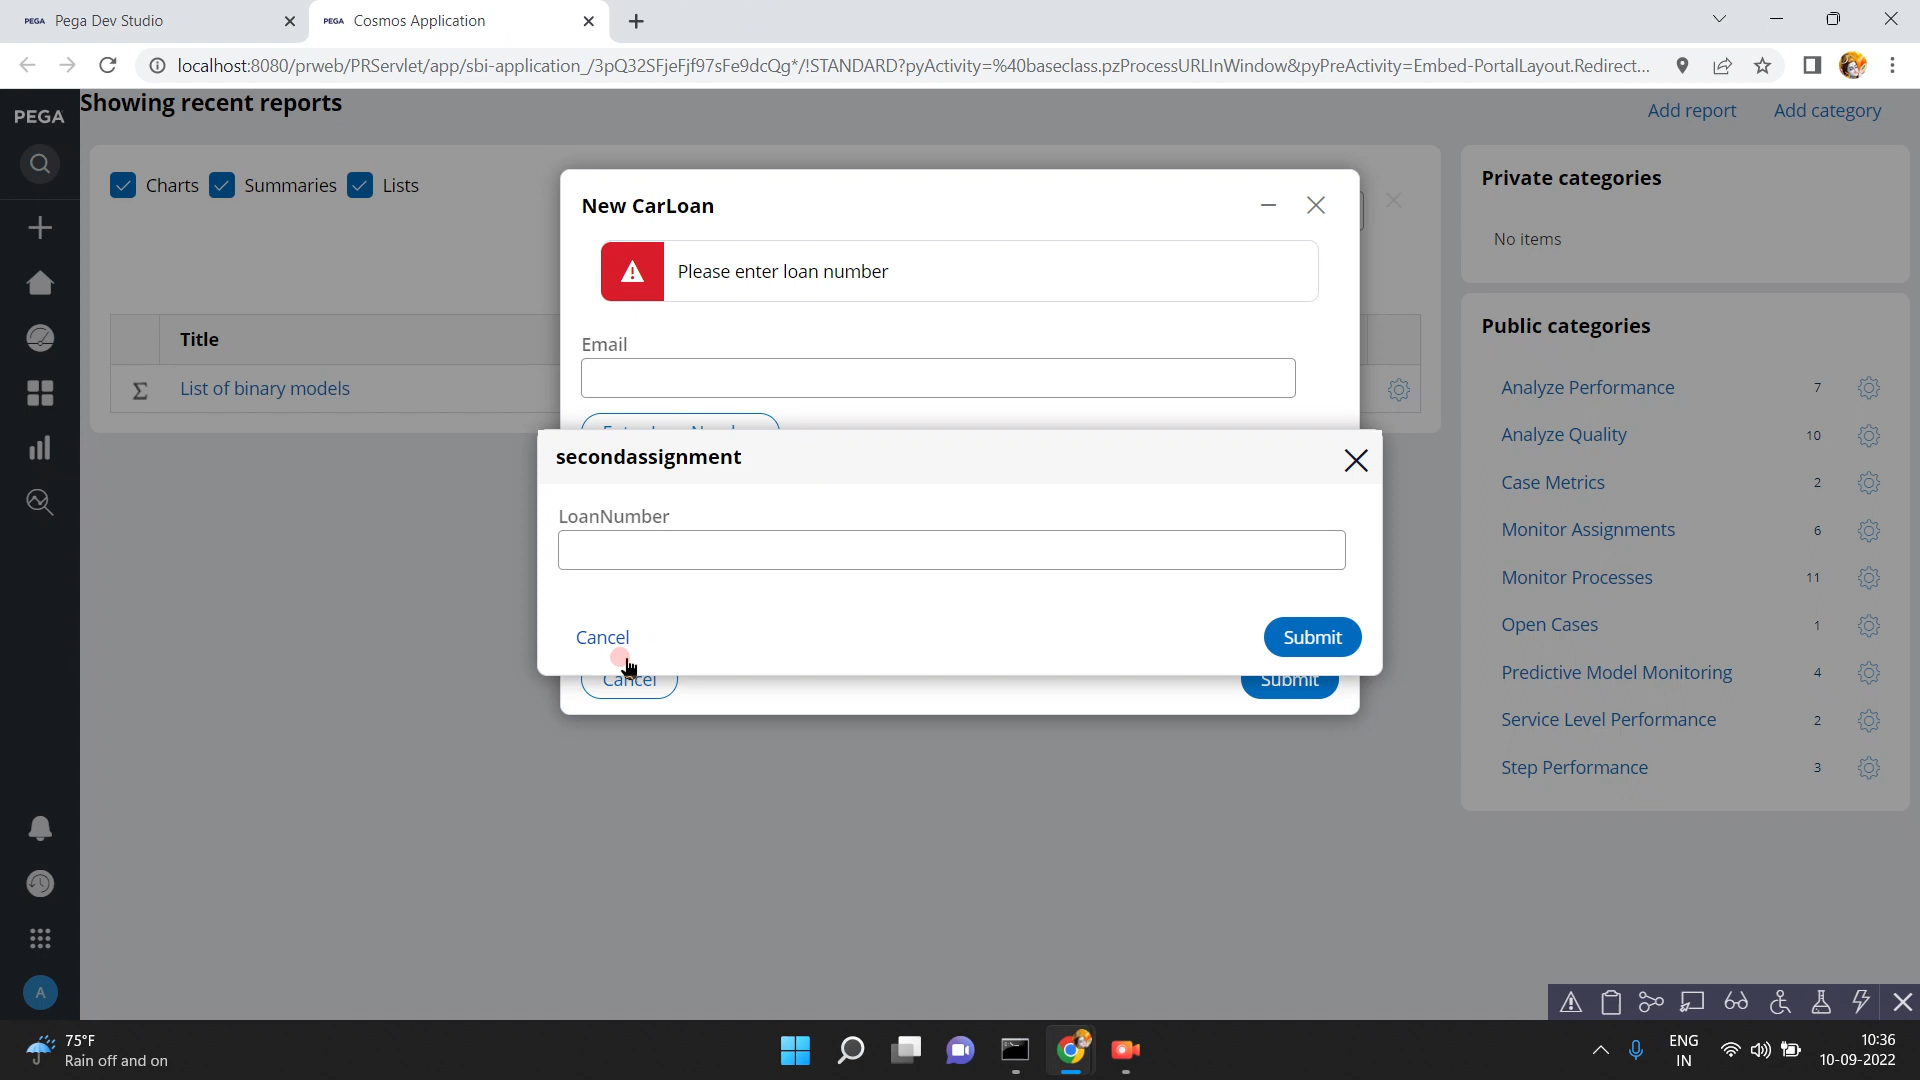 PEGA Pega Dev Studio
PEGA Cosmos Application
localhost:8080/prweb/PRServlet/app/sbi-application_/3pQ32SFjeFjf97sFe9dcQg*/!STANDARD?pyActivity=%40baseclass.pzProcessURLInWindow&pyPreActivity=Embed-PortalLayout.Redirect...
PEGA
Showing recent reports
Add report
Add category
Charts
Summaries
Lists
Title
List of binary models
New CarLoan
Please enter loan number
Email
Enter Loan Number
secondassignment
LoanNumber
Cancel
Submit
Cancel
Submit
Private categories
No items
Public categories
Analyze Performance 7
Analyze Quality 10
Case Metrics 2
Monitor Assignments 6
Monitor Processes 11
Open Cases 1
Predictive Model Monitoring 4
Service Level Performance 2
Step Performance 3
A
75°F
Rain off and on
ENG
IN
10:36
10-09-2022